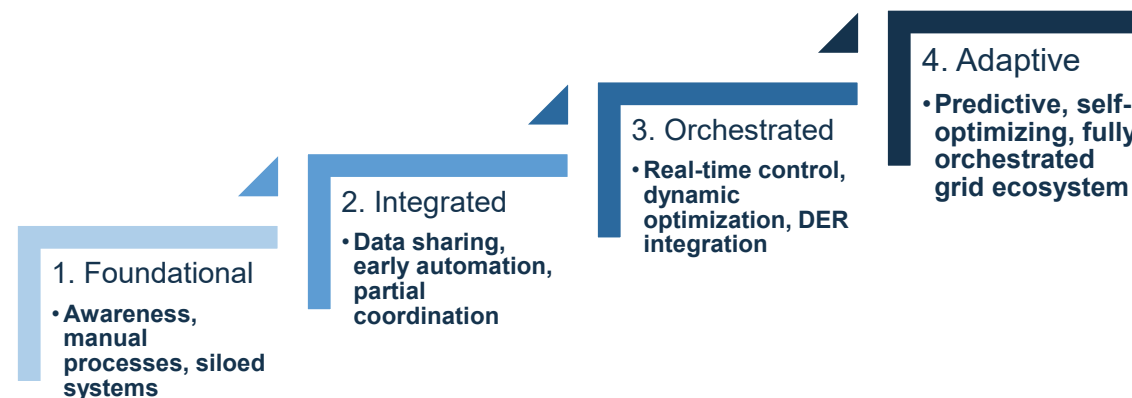 1. Foundational
• Awareness,
manual
processes, siloed
systems
2. Integrated
• Data sharing,
early automation,
partial
coordination
3. Orchestrated
• Real-time control,
dynamic
optimization, DER
integration
4. Adaptive
• Predictive, self-
optimizing, fully
orchestrated
grid ecosystem